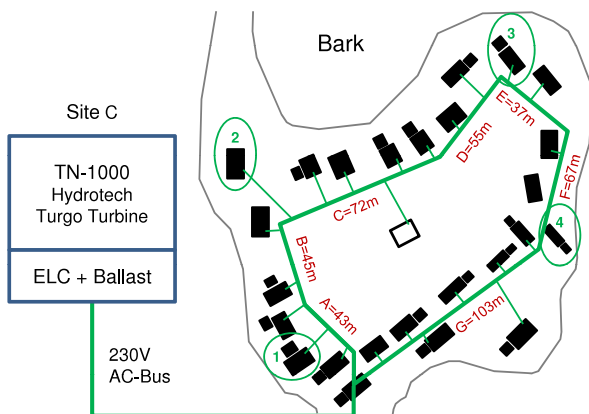 Bark
Site C
TN-1000
Hydrotech
Turgo Turbine
ELC + Ballast
230V
AC-Bus
1
2
3
4
A=43m
B=45m
C=72m
D=55m
E=37m
F=67m
G=103m